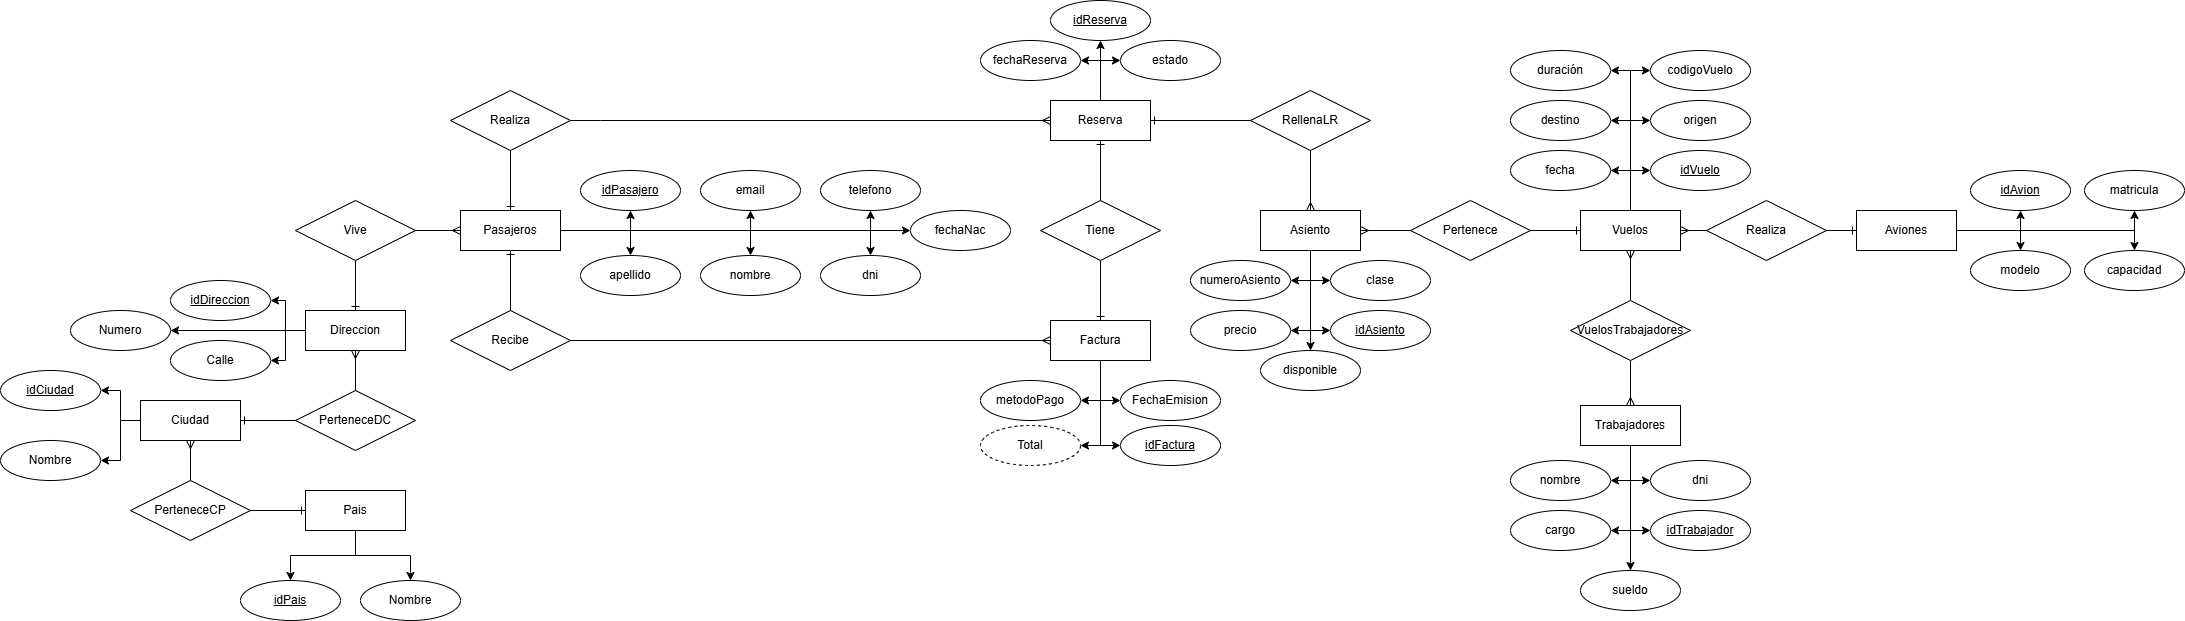 idReserva
fechaReserva
estado
duración
codigoVuelo
Realiza
Reserva
RellenaLR
destino
origen
fecha
idVuelo
idPasajero
email
telefono
idAvion
matricula
Vive
Pasajeros
fechaNac
Tiene
Asiento
Pertenece
Vuelos
Realiza
Aviones
apellido
nombre
dni
modelo
capacidad
numeroAsiento
clase
idDireccion
Numero
Direccion
Calle
Recibe
Factura
precio
idAsiento
VuelosTrabajadores
disponible
idCiudad
Ciudad
PerteneceDC
Nombre
metodoPago
FechaEmision
Total
idFactura
Trabajadores
nombre
dni
PerteneceCP
Pais
cargo
idTrabajador
idPais
Nombre
sueldo